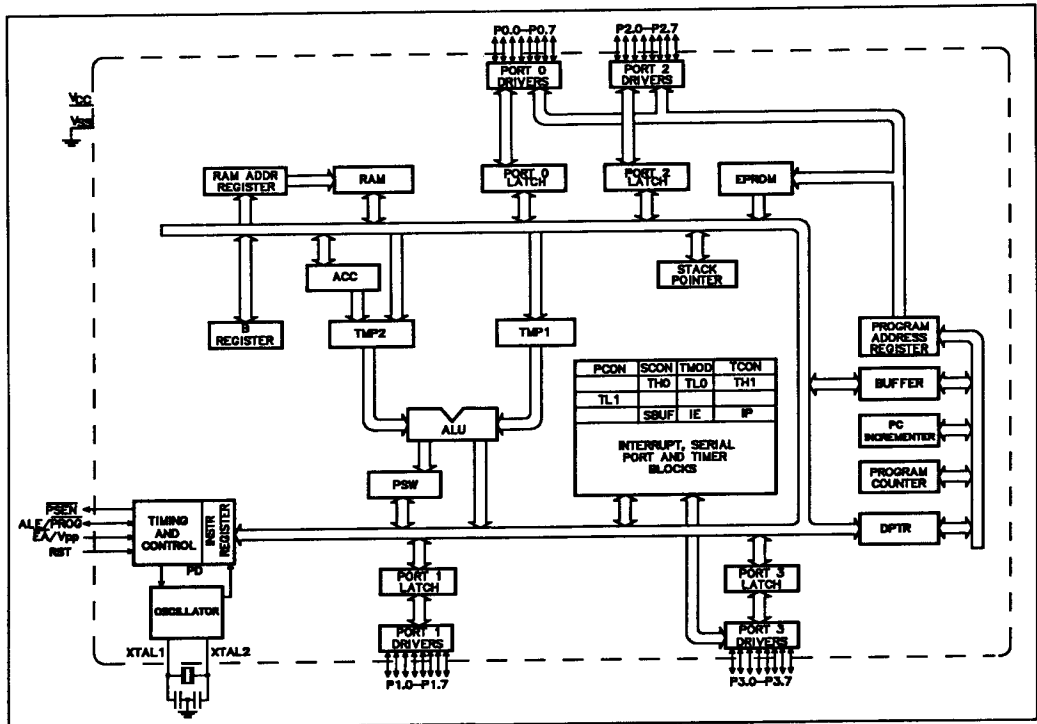 P0.0–P0.7
P2.0–P2.7
PORT 0
DRIVERS
PORT 2
DRIVERS
VCC
VSS
RAM ADDR
REGISTER
RAM
PORT 0
LATCH
PORT 2
LATCH
EPROM
ACC
STACK
POINTER
B
REGISTER
TMP2
TMP1
PROGRAM
ADDRESS
REGISTER
PCON SCON TMOD TCON
TH0 TL0 TH1
TL1
SBUF IE IP
INTERRUPT, SERIAL
PORT AND TIMER
BLOCKS
BUFFER
PC
INCREMENTER
PROGRAM
COUNTER
DPTR
ALU
PSW
PSEN
ALE/PROG
EA/Vpp
RST
TIMING
AND
CONTROL
INSTR
REGISTER
PD
OSCILLATOR
XTAL1
XTAL2
PORT 1
LATCH
PORT 3
LATCH
PORT 1
DRIVERS
PORT 3
DRIVERS
P1.0–P1.7
P3.0–P3.7